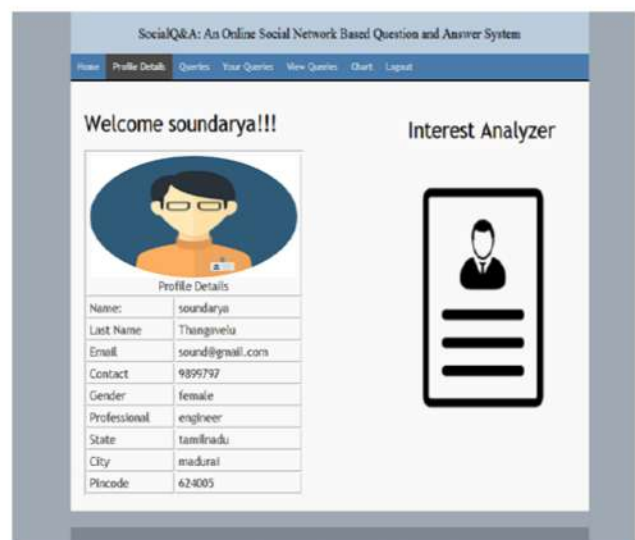 SocialQ&A: An Online Social Network Based Question and Answer System
Home Profile Details Queries Your Queries View Queries Chart Logout
Welcome soundarya!!!
Interest Analyzer
Profile Details
Name: soundarya
Last Name Thangavelu
Email sound@gmail.com
Contact 9899797
Gender female
Professional engineer
State tamilnadu
City madurai
Pincode 624005